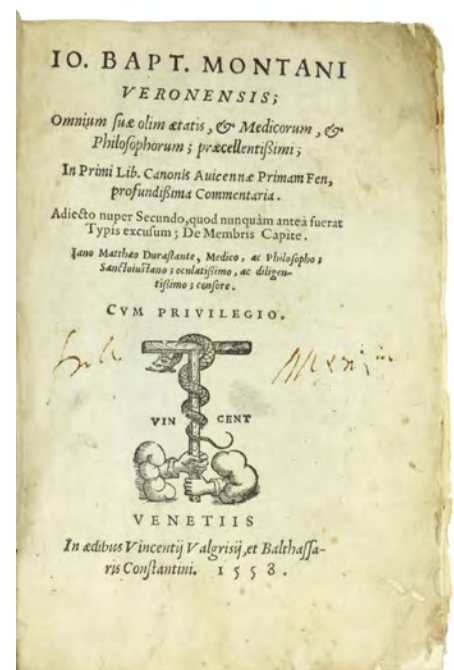 IO. BAPT. MONTANI
VERONENSIS;
Omnium suæ olim ætatis, & Medicorum, &
Philosophorum; præcellentißimi;
In Primi Lib. Canonis Auicennæ Primam Fen,
profundißima Commentaria.
Adiecto nuper Secundo, quod nunquàm anteà fuerat
Typis excusum; De Membris Capite.
Iano Matthæo Durastante, Medico, ac Philosopho;
Sanctoiustano; oculatißimo, ac diligen-
tißimo; censore.
CVM PRIVILEGIO.
VIN CENT
VENETIIS
In ædibus Vincentij Valgrisij, et Balthassa-
ris Constantini. 1558.